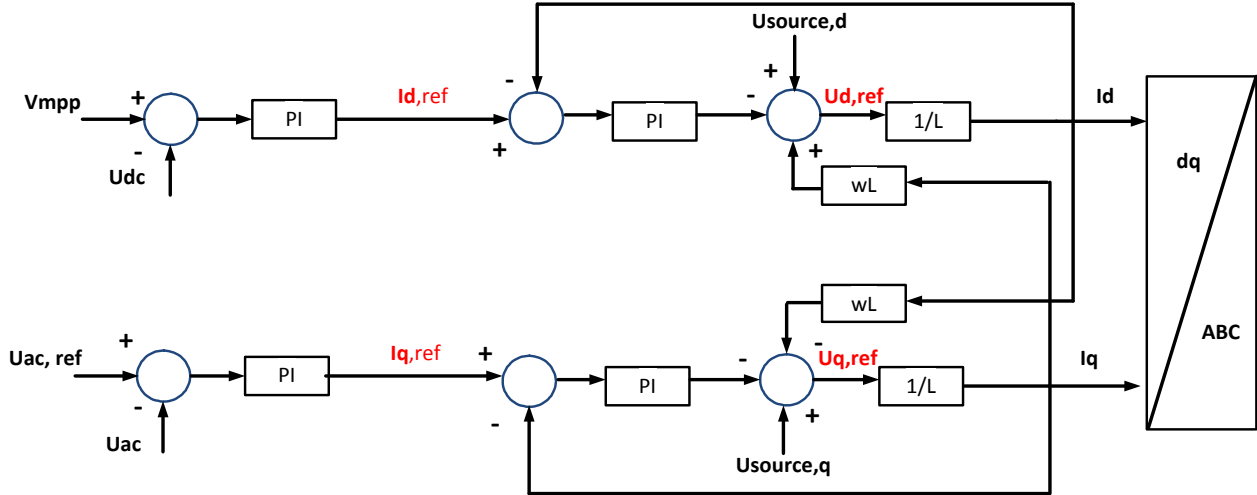 Usource,d
-
+
Vmpp
+
Id,ref
-
Ud,ref
Id
PI
PI
1/L
-
+
+
Udc
dq
wL
wL
ABC
Uac, ref
+
Iq,ref
+
-
-
Uq,ref
Iq
PI
PI
1/L
-
-
+
Uac
Usource,q